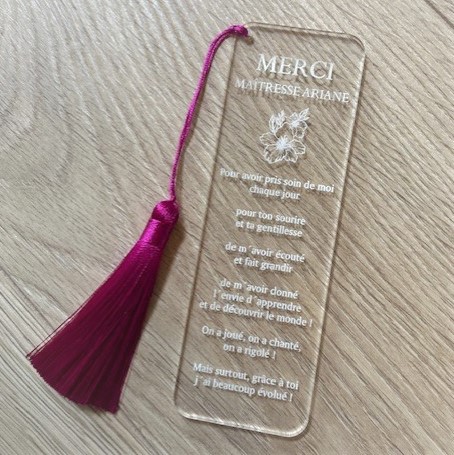 MERCI
MAITRESSE ARIANE
Pour avoir pris soin de moi
chaque jour
pour ton sourire
et ta gentillesse
de m´avoir écouté
et fait grandir
de m´avoir donné
l´envie d´apprendre
et de découvrir le monde !
On a joué, on a chanté,
on a rigolé !
Mais surtout, grâce à toi
j´ai beaucoup évolué !